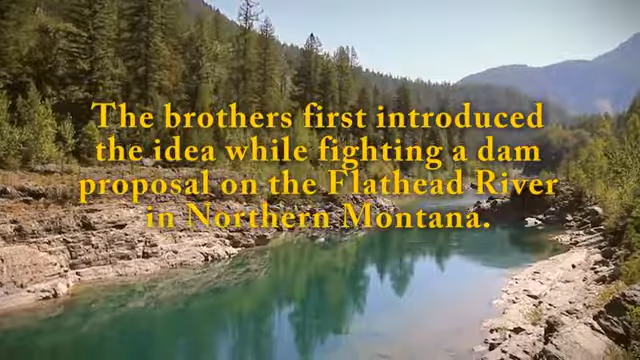 The brothers first introduced
the idea while fighting a dam
proposal on the Flathead River
in Northern Montana.